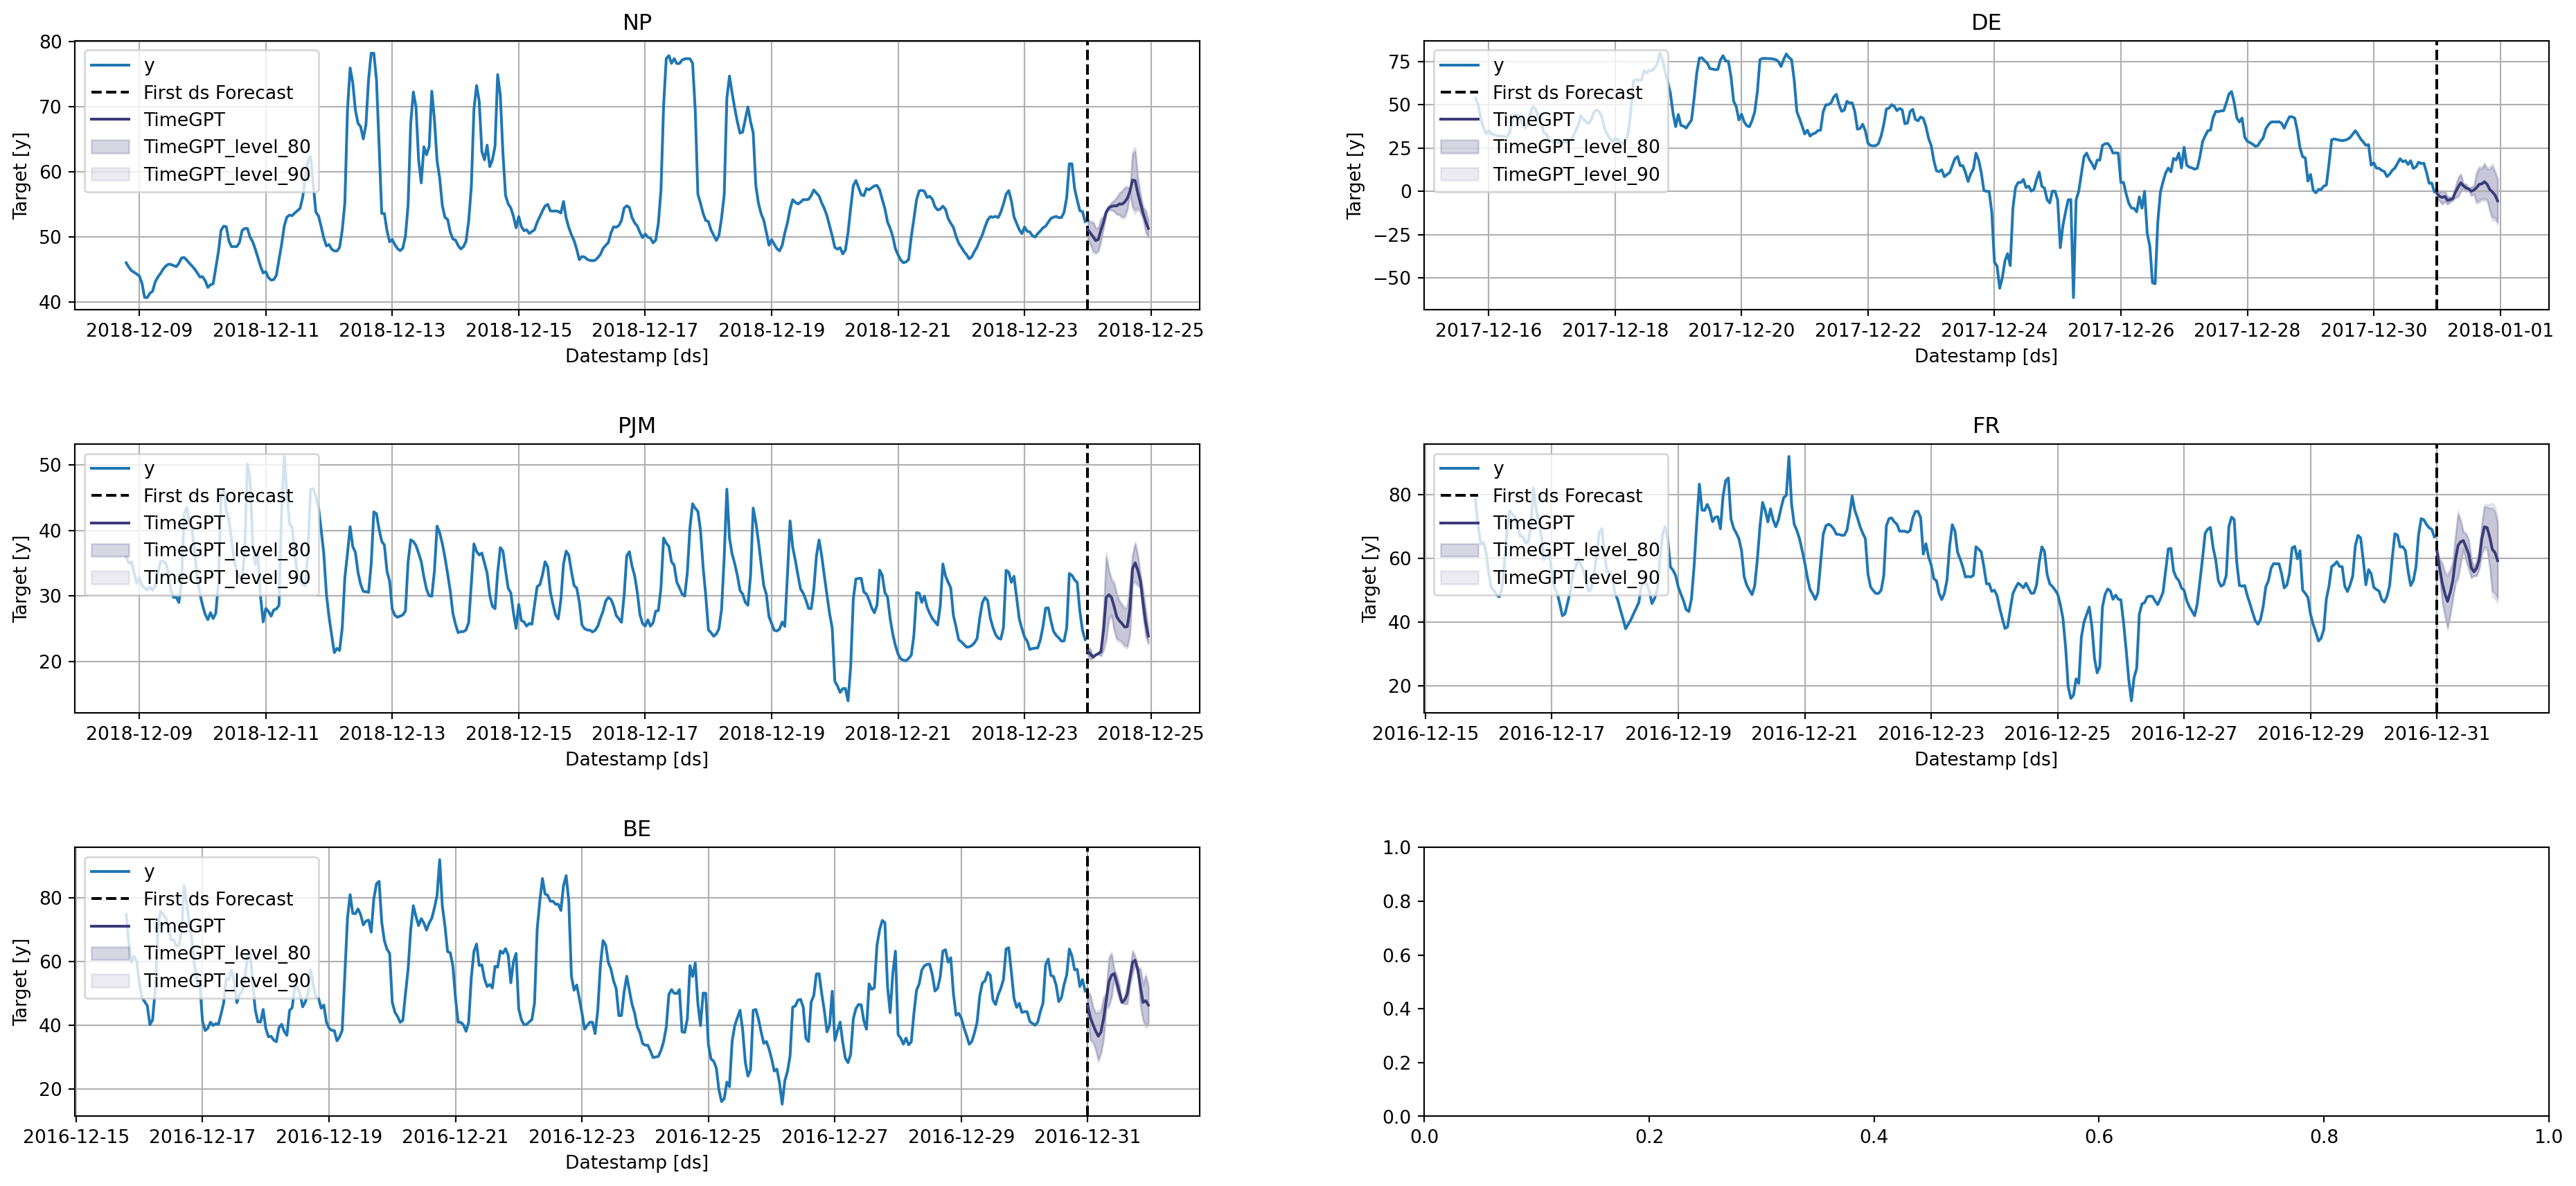 NP
Target [y]
80
70
60
50
40
y
First ds Forecast
TimeGPT
TimeGPT_level_80
TimeGPT_level_90
2018-12-09 2018-12-11 2018-12-13 2018-12-15 2018-12-17 2018-12-19 2018-12-21 2018-12-23 2018-12-25
Datestamp [ds]
DE
Target [y]
75
50
25
0
−25
−50
y
First ds Forecast
TimeGPT
TimeGPT_level_80
TimeGPT_level_90
2017-12-16 2017-12-18 2017-12-20 2017-12-22 2017-12-24 2017-12-26 2017-12-28 2017-12-30 2018-01-01
Datestamp [ds]
PJM
Target [y]
50
40
30
20
y
First ds Forecast
TimeGPT
TimeGPT_level_80
TimeGPT_level_90
2018-12-09 2018-12-11 2018-12-13 2018-12-15 2018-12-17 2018-12-19 2018-12-21 2018-12-23 2018-12-25
Datestamp [ds]
FR
Target [y]
80
60
40
20
y
First ds Forecast
TimeGPT
TimeGPT_level_80
TimeGPT_level_90
2016-12-15 2016-12-17 2016-12-19 2016-12-21 2016-12-23 2016-12-25 2016-12-27 2016-12-29 2016-12-31
Datestamp [ds]
BE
Target [y]
80
60
40
20
y
First ds Forecast
TimeGPT
TimeGPT_level_80
TimeGPT_level_90
2016-12-15 2016-12-17 2016-12-19 2016-12-21 2016-12-23 2016-12-25 2016-12-27 2016-12-29 2016-12-31
Datestamp [ds]
1.0
0.8
0.6
0.4
0.2
0.0
0.0 0.2 0.4 0.6 0.8 1.0